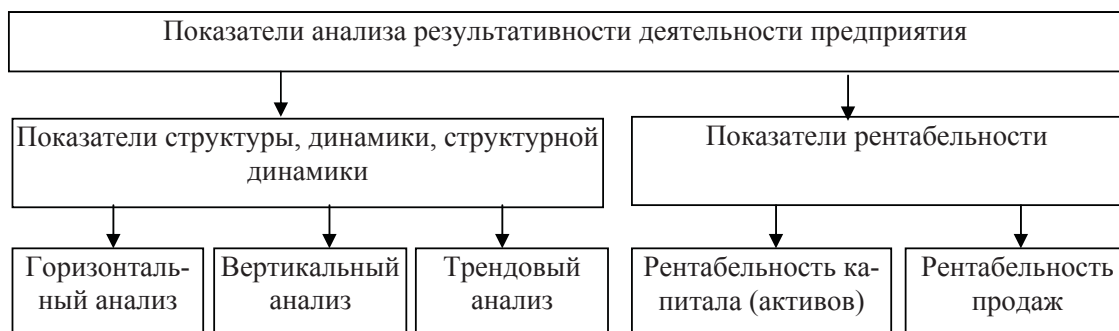 Показатели анализа результативности деятельности предприятия
Показатели структуры, динамики, структурной
динамики
Показатели рентабельности
Горизонталь-
ный анализ
Вертикальный
анализ
Трендовый
анализ
Рентабельность ка-
питала (активов)
Рентабельность
продаж